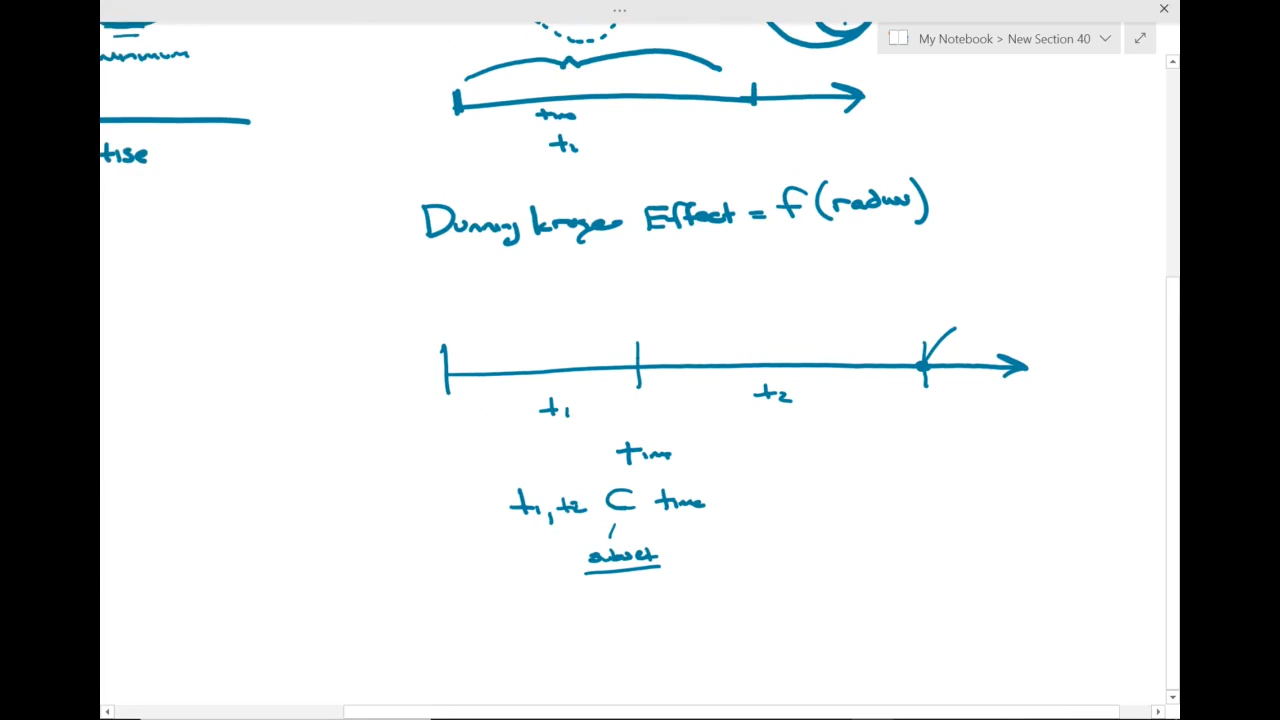 ...
My Notebook > New Section 40
minimum
time
t₁
tise
Dunning kruger Effect = f (radius)
t₁
t₂
time
t₁, t₂ ⊂ time
subset